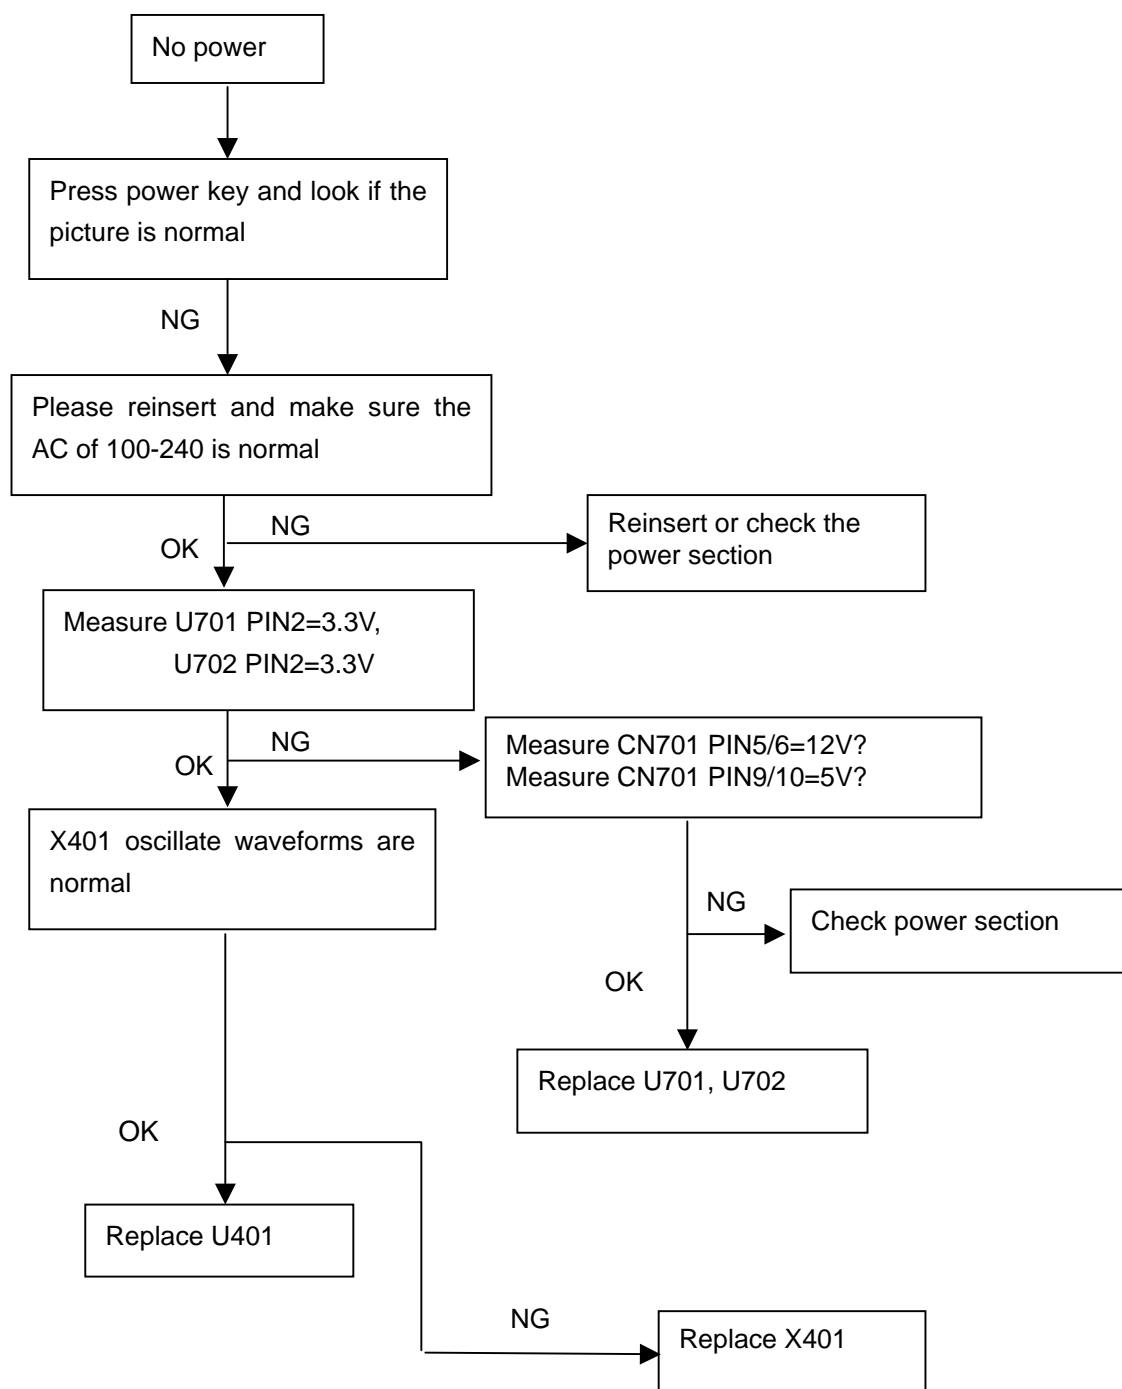 No power
Press power key and look if the
picture is normal
NG
Please reinsert and make sure the
AC of 100-240 is normal
NG
OK
Reinsert or check the
power section
Measure U701 PIN2=3.3V,
U702 PIN2=3.3V
NG
OK
Measure CN701 PIN5/6=12V?
Measure CN701 PIN9/10=5V?
X401 oscillate waveforms are
normal
NG
Check power section
OK
Replace U701, U702
OK
Replace U401
NG
Replace X401